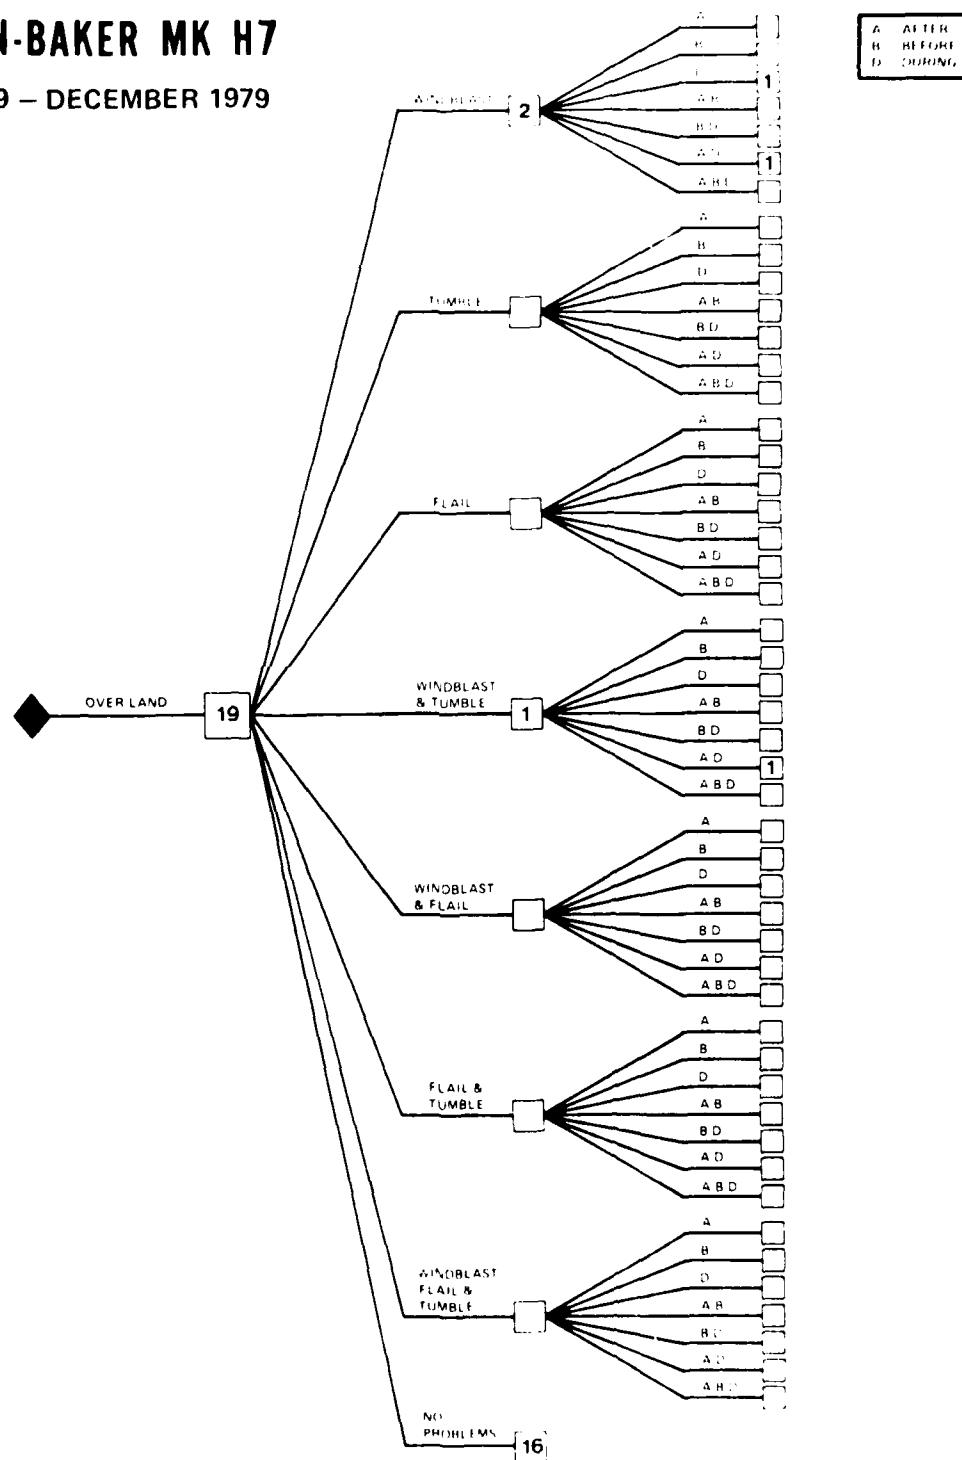 N-BAKER MK H7
9 – DECEMBER 1979
A AFTER
B BEFORE
D DURING
OVER LAND
19
WINDBLAST
2
A
B
1
A B
B D
A D
1
A B D
TUMBLE
A
B
D
A B
B D
A D
A B D
FLAIL
A
B
D
A B
B D
A D
A B D
WINDBLAST
& TUMBLE
1
A
B
D
A B
B D
A D
1
A B D
WINDBLAST
& FLAIL
A
B
D
A B
B D
A D
A B D
FLAIL &
TUMBLE
A
B
D
A B
B D
A D
A B D
WINDBLAST
FLAIL &
TUMBLE
A
B
D
A B
B D
A D
A B D
NO
PROBLEMS
16